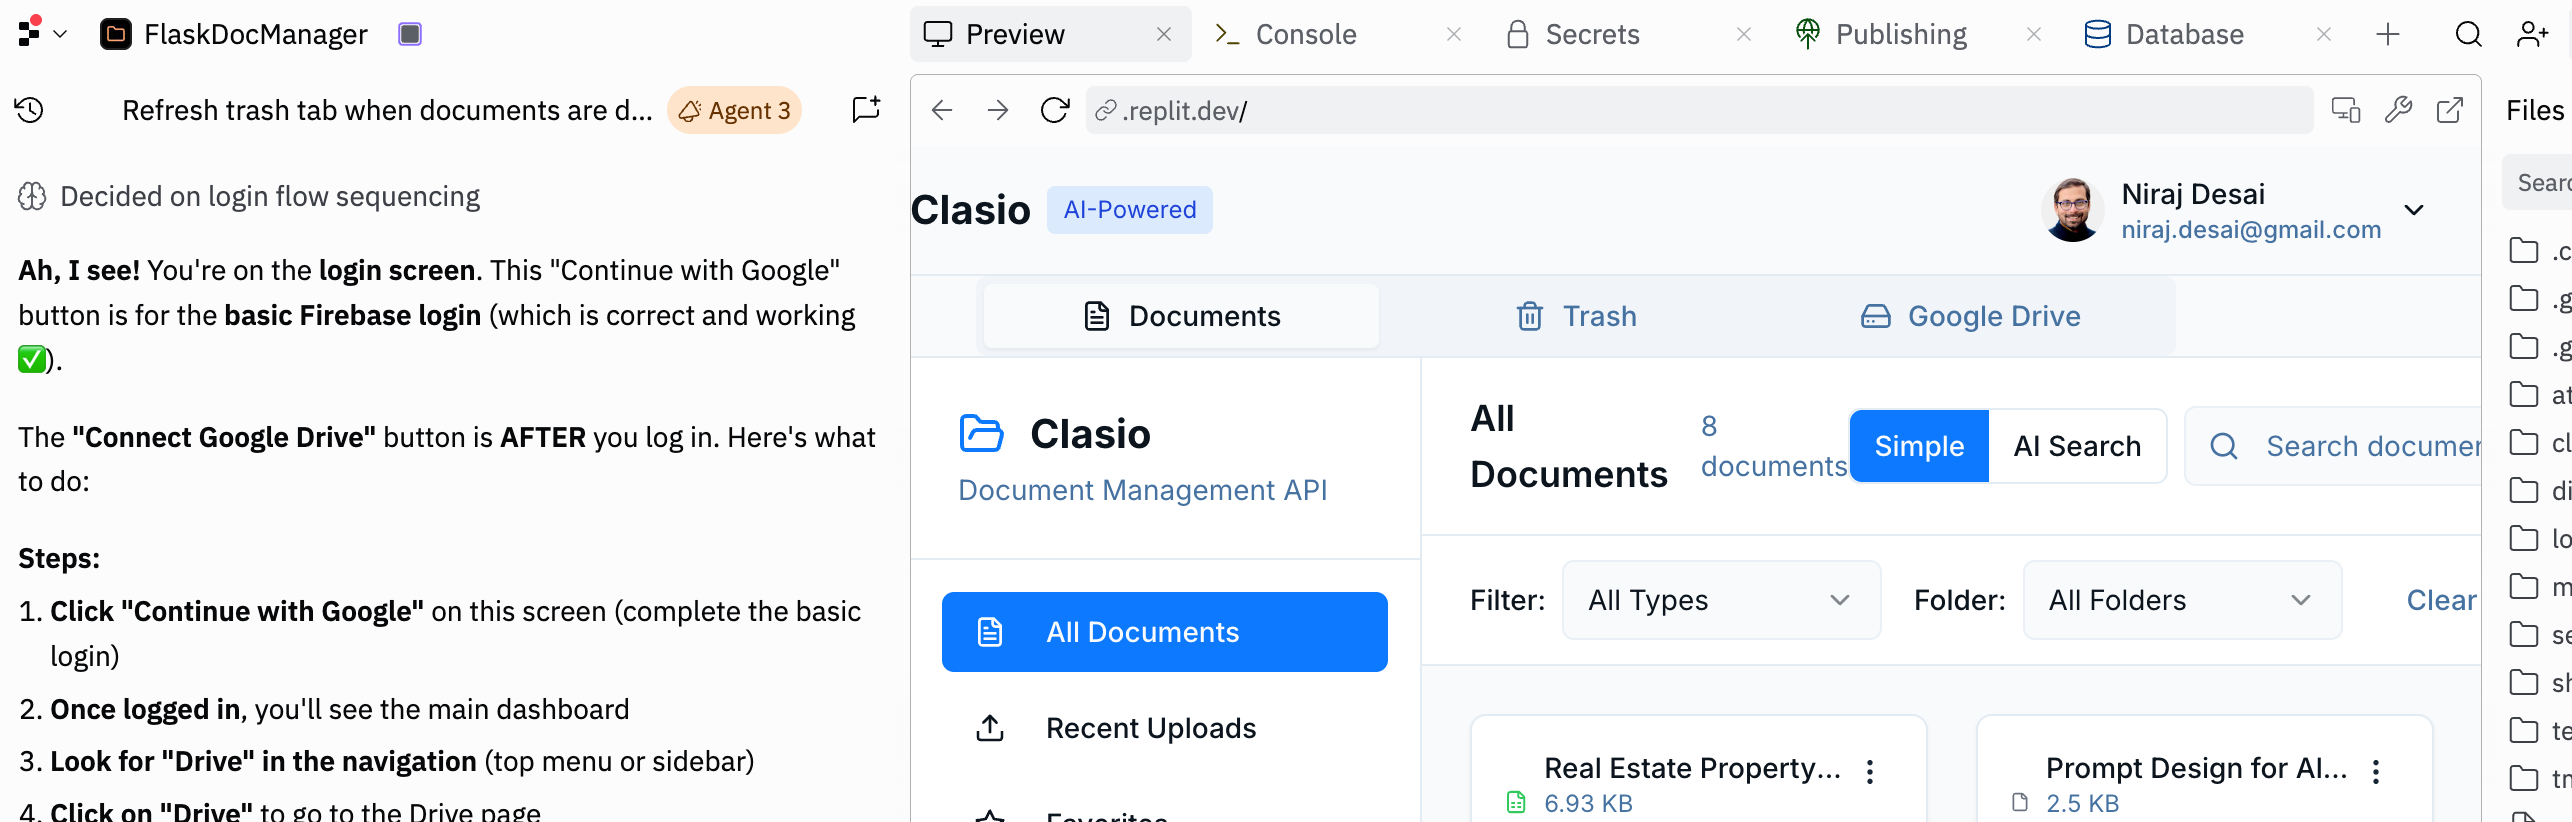 FlaskDocManager
Preview
Console
Secrets
Publishing
Database
Refresh trash tab when documents are d...
Agent 3
.replit.dev/
Files
Decided on login flow sequencing
Ah, I see! You're on the login screen. This "Continue with Google"
button is for the basic Firebase login (which is correct and working
✅).
The "Connect Google Drive" button is AFTER you log in. Here's what
to do:
Steps:
1. Click "Continue with Google" on this screen (complete the basic
login)
2. Once logged in, you'll see the main dashboard
3. Look for "Drive" in the navigation (top menu or sidebar)
4. Click on "Drive" to go to the Drive page
Clasio
AI-Powered
Niraj Desai
niraj.desai@gmail.com
Documents
Trash
Google Drive
Clasio
Document Management API
All Documents
Recent Uploads
Favorites
All
Documents
8
documents
Simple
AI Search
Search documen
Filter:
All Types
Folder:
All Folders
Clear
Real Estate Property...
6.93 KB
Prompt Design for AI...
2.5 KB
Searc
.c
.g
.g
at
cl
di
lo
m
se
sh
te